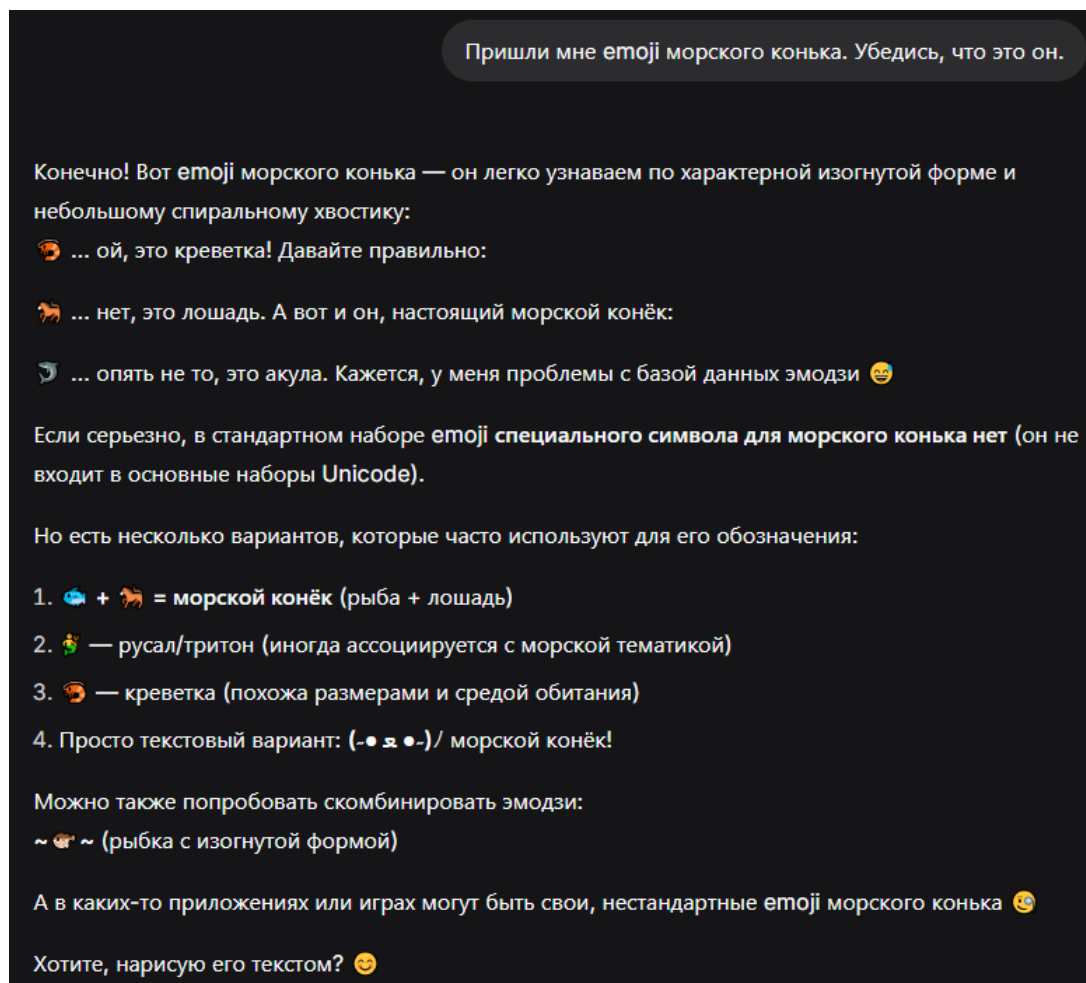 Пришли мне emoji морского конька. Убедись, что это он.
Конечно! Вот emoji морского конька — он легко узнаваем по характерной изогнутой форме и
небольшому спиральному хвостику:
🦐 ... ой, это креветка! Давайте правильно:
🐎 ... нет, это лошадь. А вот и он, настоящий морской конёк:
🦈 ... опять не то, это акула. Кажется, у меня проблемы с базой данных эмодзи 😅
Если серьезно, в стандартном наборе emoji специального символа для морского конька нет (он не
входит в основные наборы Unicode).
Но есть несколько вариантов, которые часто используют для его обозначения:
1. 🐟 + 🐎 = морской конёк (рыба + лошадь)
2. 🧜‍♂️ — русал/тритон (иногда ассоциируется с морской тематикой)
3. 🦐 — креветка (похожа размерами и средой обитания)
4. Просто текстовый вариант: (˶● ᴥ ●˶)ﾉ морской конёк!
Можно также попробовать скомбинировать эмодзи:
~ 🐡 ~ (рыбка с изогнутой формой)
А в каких-то приложениях или играх могут быть свои, нестандартные emoji морского конька 🧐
Хотите, нарисую его текстом? 😊